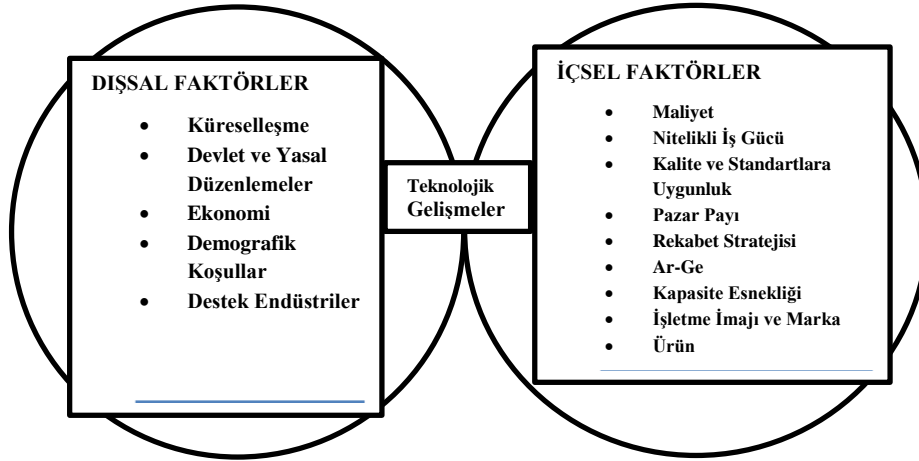 DIŞSAL FAKTÖRLER
• Küreselleşme
• Devlet ve Yasal
Düzenlemeler
• Ekonomi
• Demografik
Koşullar
• Destek Endüstriler
Teknolojik
Gelişmeler
İÇSEL FAKTÖRLER
• Maliyet
• Nitelikli İş Gücü
• Kalite ve Standartlara
Uygunluk
• Pazar Payı
• Rekabet Stratejisi
• Ar-Ge
• Kapasite Esnekliği
• İşletme İmajı ve Marka
• Ürün